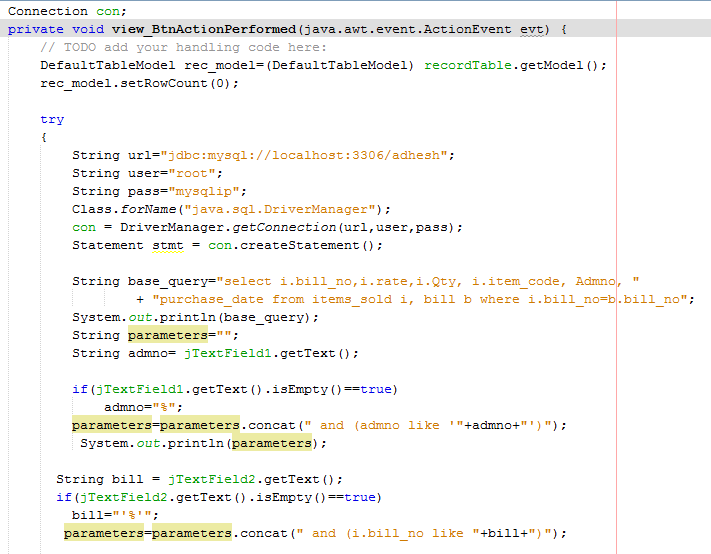 Connection con;
private void view_BtnActionPerformed(java.awt.event.ActionEvent evt) {
// TODO add your handling code here:
DefaultTableModel rec_model=(DefaultTableModel) recordTable.getModel();
rec_model.setRowCount(0);
try
{
String url="jdbc:mysql://localhost:3306/adhesh";
String user="root";
String pass="mysqlip";
Class.forName("java.sql.DriverManager");
con = DriverManager.getConnection(url,user,pass);
Statement stmt = con.createStatement();
String base_query="select i.bill_no,i.rate,i.Qty, i.item_code, Admno, "
+ "purchase_date from items_sold i, bill b where i.bill_no=b.bill_no";
System.out.println(base_query);
String parameters="";
String admno= jTextField1.getText();
if(jTextField1.getText().isEmpty()==true)
admno="%";
parameters=parameters.concat(" and (admno like '"+admno+"')");
System.out.println(parameters);
String bill = jTextField2.getText();
if(jTextField2.getText().isEmpty()==true)
bill="'%'";
parameters=parameters.concat(" and (i.bill_no like "+bill+")");